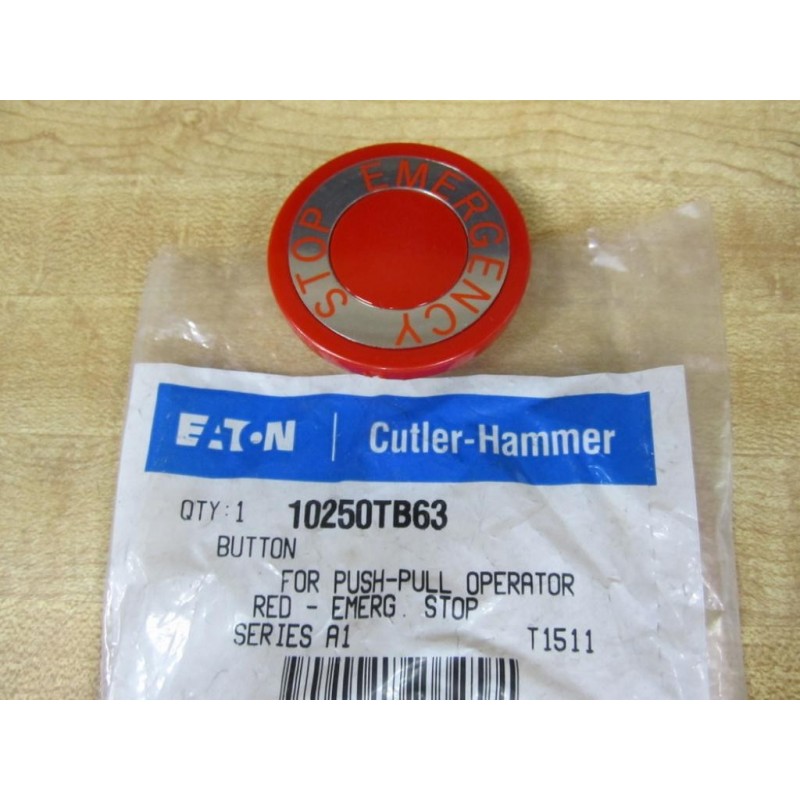 EMERGENCY STOP
EATON | Cutler-Hammer
QTY:1 10250TB63
BUTTON
FOR PUSH-PULL OPERATOR
RED - EMERG. STOP
SERIES A1 T1511